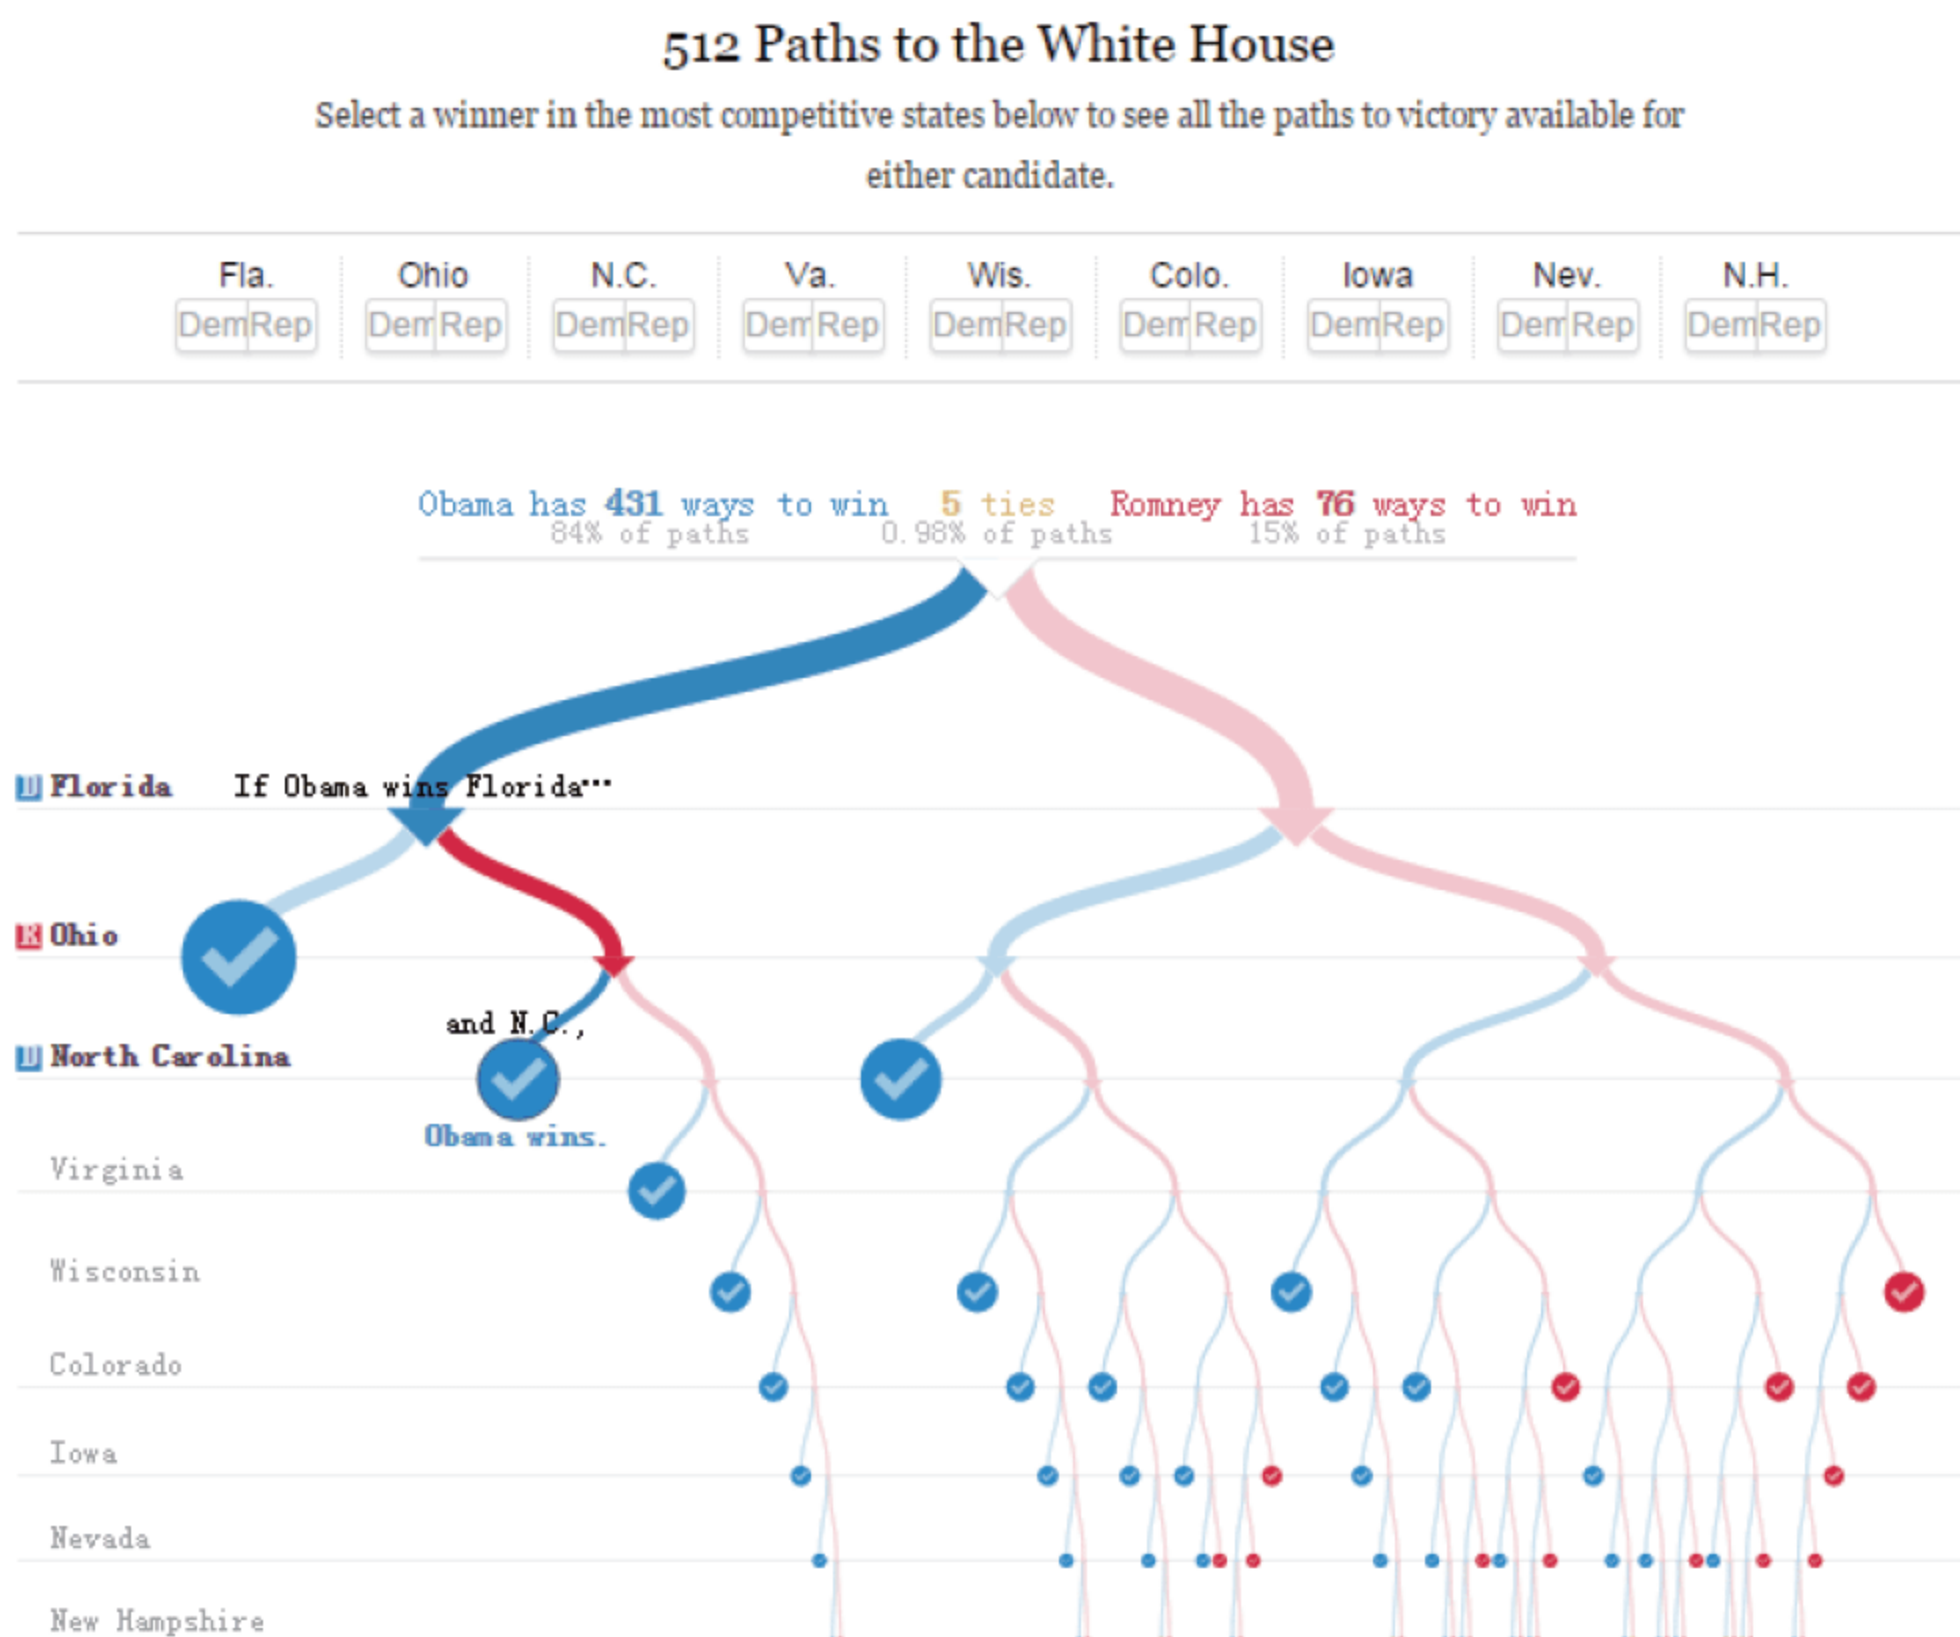 512 Paths to the White House
Select a winner in the most competitive states below to see all the paths to victory available for
either candidate.
Fla. Ohio N.C. Va. Wis. Colo. Iowa Nev. N.H.
Dem Rep Dem Rep Dem Rep Dem Rep Dem Rep Dem Rep Dem Rep Dem Rep Dem Rep
Obama has 431 ways to win 5 ties Romney has 76 ways to win
84% of paths 0.98% of paths 15% of paths
D Florida If Obama wins Florida…
R Ohio
and N.C.,
D North Carolina
Obama wins.
Virginia
Wisconsin
Colorado
Iowa
Nevada
New Hampshire